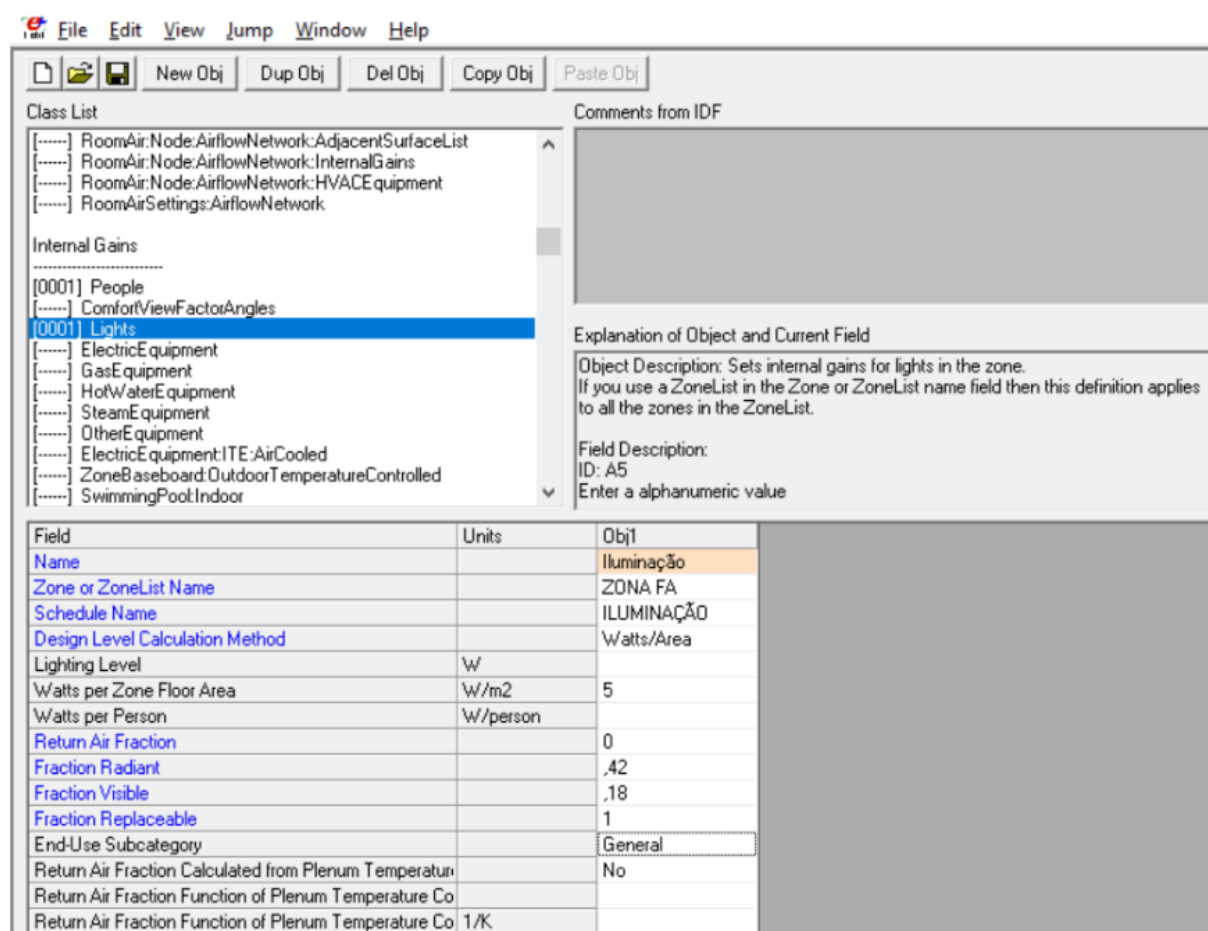 File Edit View Jump Window Help
New Obj Dup Obj Del Obj Copy Obj Paste Obj
Class List
[------] RoomAir:Node:AirflowNetwork:AdjacentSurfaceList
[------] RoomAir:Node:AirflowNetwork:InternalGains
[------] RoomAir:Node:AirflowNetwork:HVACEquipment
[------] RoomAirSettings:AirflowNetwork
Internal Gains
--------------------------
[0001] People
[------] ComfortViewFactorAngles
[0001] Lights
[------] ElectricEquipment
[------] GasEquipment
[------] HotWaterEquipment
[------] SteamEquipment
[------] OtherEquipment
[------] ElectricEquipment:ITE:AirCooled
[------] ZoneBaseboard:OutdoorTemperatureControlled
[------] SwimmingPool:Indoor
Comments from IDF
Explanation of Object and Current Field
Object Description: Sets internal gains for lights in the zone.
If you use a ZoneList in the Zone or ZoneList name field then this definition applies
to all the zones in the ZoneList.
Field Description:
ID: A5
Enter a alphanumeric value
Field Units Obj1
Name Iluminação
Zone or ZoneList Name ZONA FA
Schedule Name ILUMINAÇÃO
Design Level Calculation Method Watts/Area
Lighting Level W
Watts per Zone Floor Area W/m2 5
Watts per Person W/person
Return Air Fraction 0
Fraction Radiant ,42
Fraction Visible ,18
Fraction Replaceable 1
End-Use Subcategory General
Return Air Fraction Calculated from Plenum Temperatur No
Return Air Fraction Function of Plenum Temperature Co
Return Air Fraction Function of Plenum Temperature Co 1/K